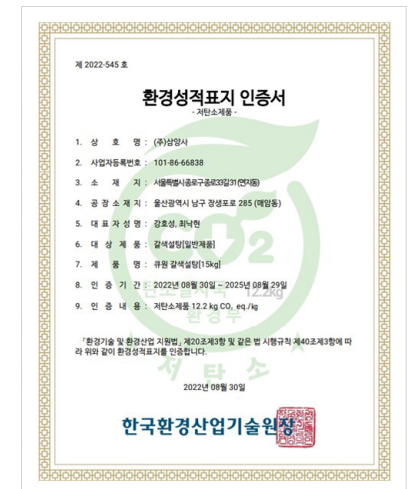 제 2022-545 호
환경성적표지 인증서
- 저탄소제품 -
1. 상 호 명 : (주)삼양사
2. 사업자등록번호 : 101-86-66838
3. 소 재 지 : 서울특별시 종로구 종로33길 31 (연지동)
4. 공 장 소 재 지 : 울산광역시 남구 장생포로 285 (매암동)
5. 대 표 자 성 명 : 강호성, 최낙현
6. 대 상 제 품 : 갈색설탕[일반제품]
7. 제 품 명 : 큐원 갈색설탕[15kg]
8. 인 증 기 간 : 2022년 08월 30일 ~ 2025년 08월 29일
12.2kg
9. 인 증 내 용 : 저탄소제품 12.2 kg CO₂ eq./kg
환경부
「환경기술 및 환경산업 지원법」 제20조제3항 및 같은 법 시행규칙 제40조제3항에 따
라 위와 같이 환경성적표지를 인증합니다.
저탄소
2022년 08월 30일
한국환경산업기술원장
CO2